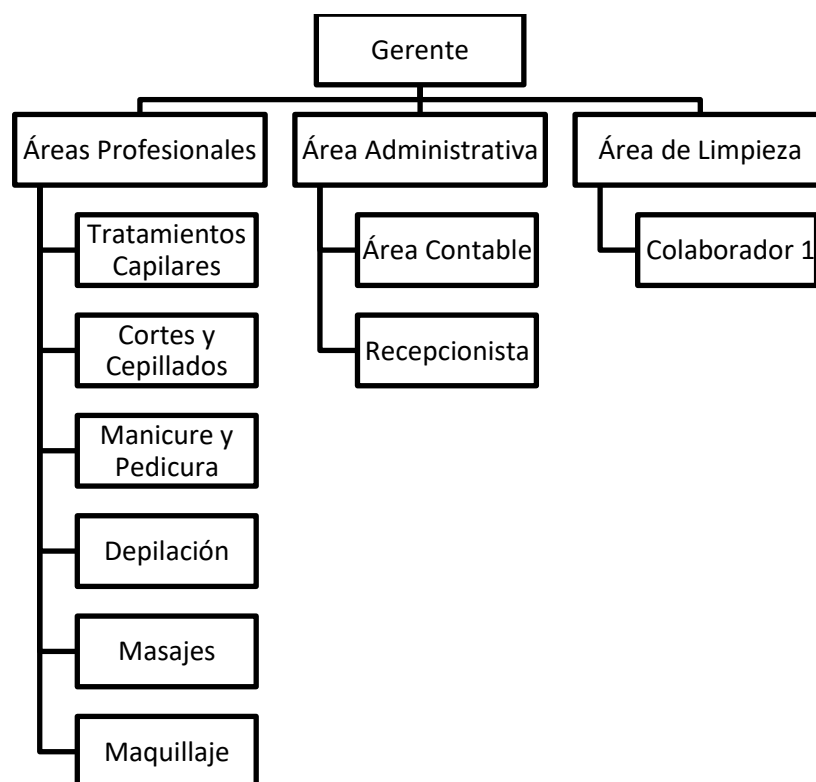 Gerente
Áreas Profesionales
Área Administrativa
Área de Limpieza
Tratamientos
Capilares
Cortes y
Cepillados
Manicure y
Pedicura
Depilación
Masajes
Maquillaje
Área Contable
Recepcionista
Colaborador 1